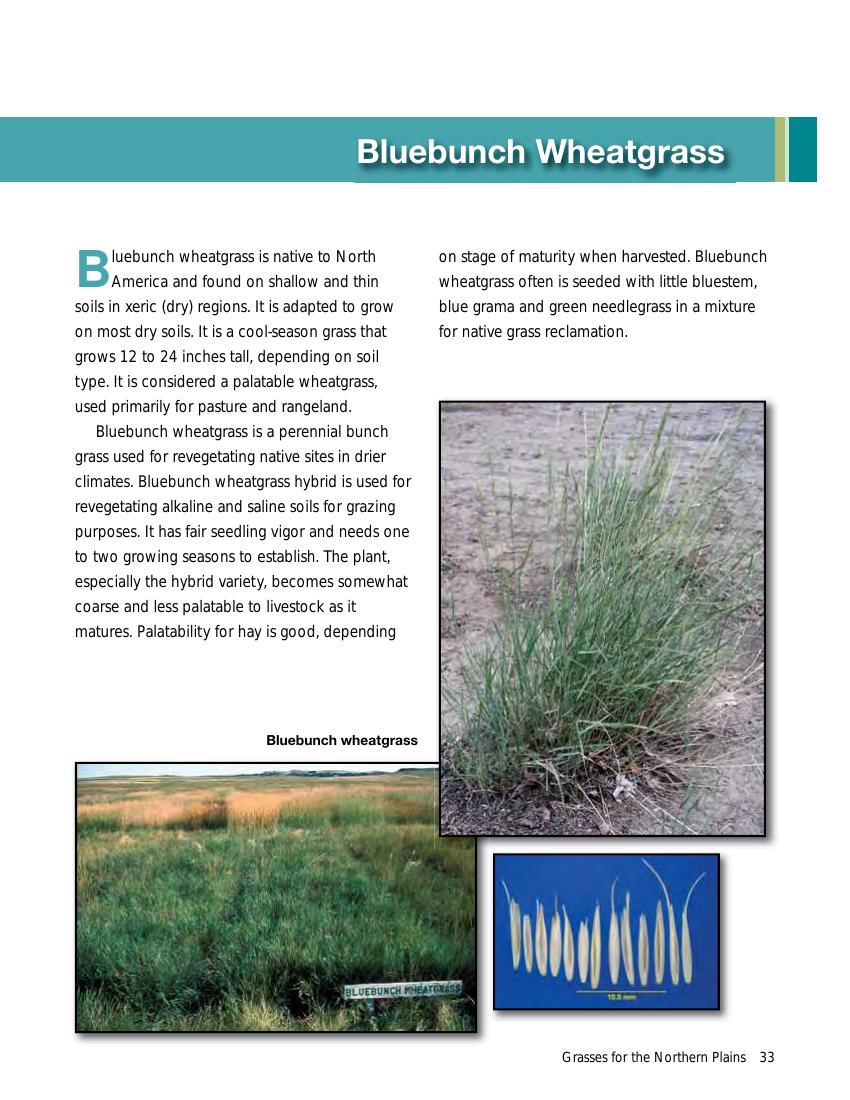 Bluebunch Wheatgrass
Bluebunch wheatgrass is native to North
America and found on shallow and thin
soils in xeric (dry) regions. It is adapted to grow
on most dry soils. It is a cool-season grass that
grows 12 to 24 inches tall, depending on soil
type. It is considered a palatable wheatgrass,
used primarily for pasture and rangeland.
Bluebunch wheatgrass is a perennial bunch
grass used for revegetating native sites in drier
climates. Bluebunch wheatgrass hybrid is used for
revegetating alkaline and saline soils for grazing
purposes. It has fair seedling vigor and needs one
to two growing seasons to establish. The plant,
especially the hybrid variety, becomes somewhat
coarse and less palatable to livestock as it
matures. Palatability for hay is good, depending
on stage of maturity when harvested. Bluebunch
wheatgrass often is seeded with little bluestem,
blue grama and green needlegrass in a mixture
for native grass reclamation.
Bluebunch wheatgrass
BLUEBUNCH WHEATGRASS
10.0 mm
Grasses for the Northern Plains 33